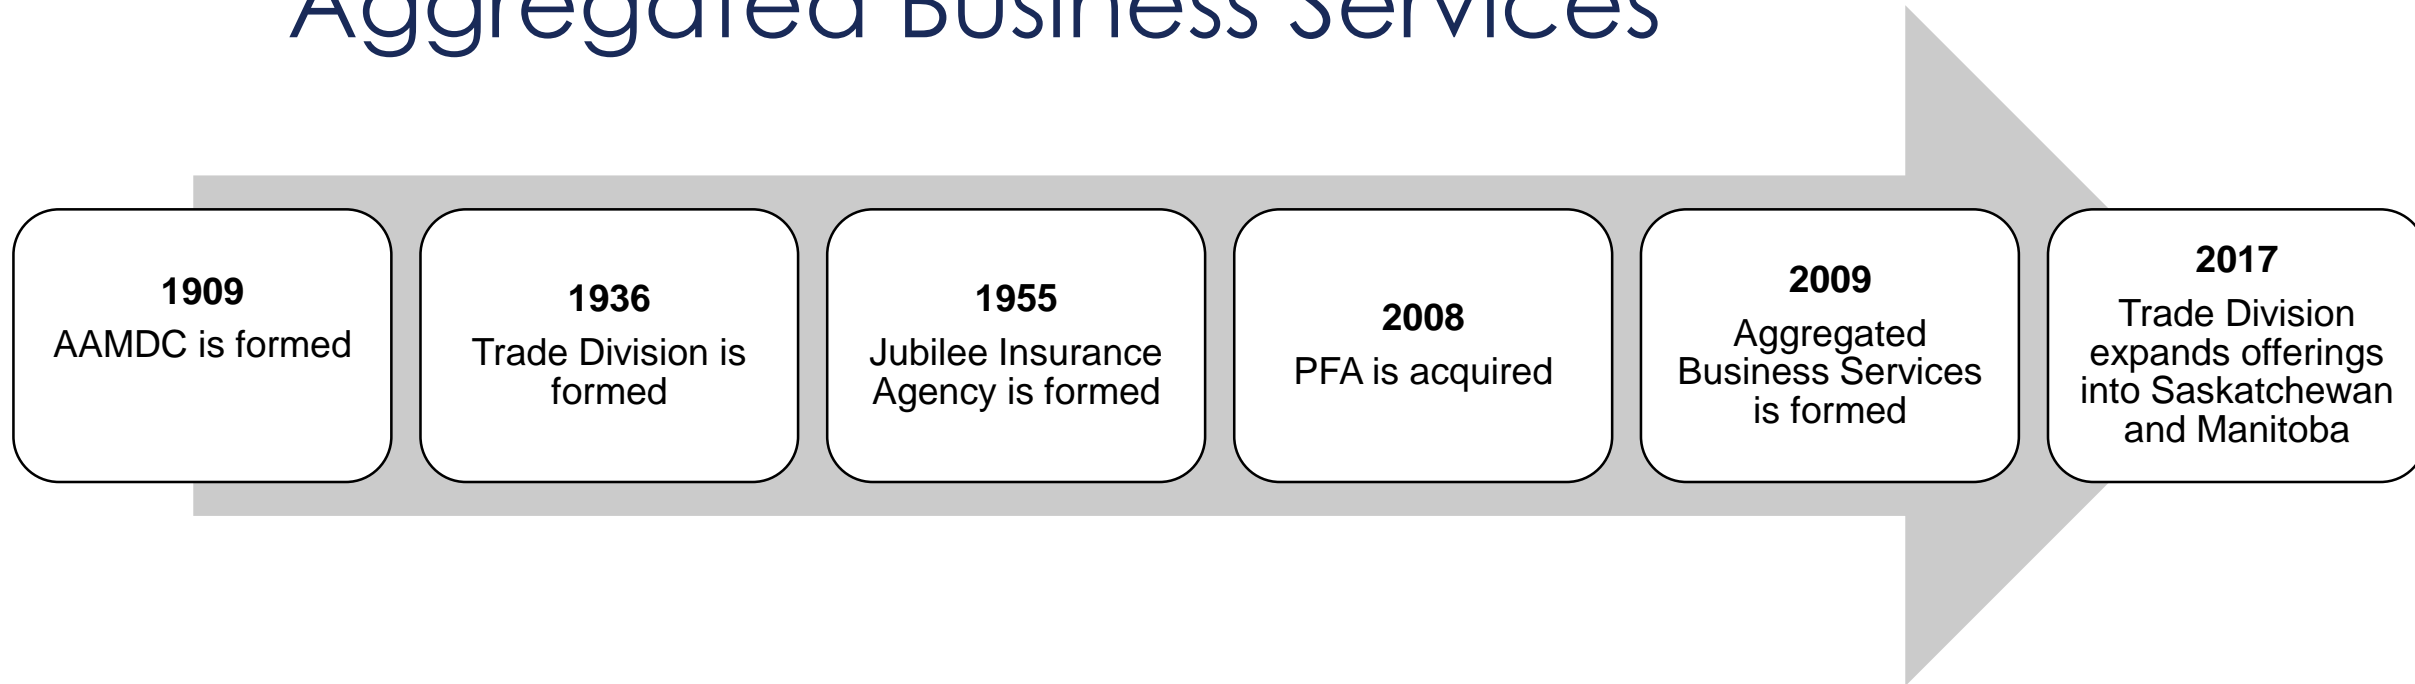 Aggregated Business Services
1909
AAMDC is formed
1936
Trade Division is
formed
1955
Jubilee Insurance
Agency is formed
2008
PFA is acquired
2009
Aggregated
Business Services
is formed
2017
Trade Division
expands offerings
into Saskatchewan
and Manitoba